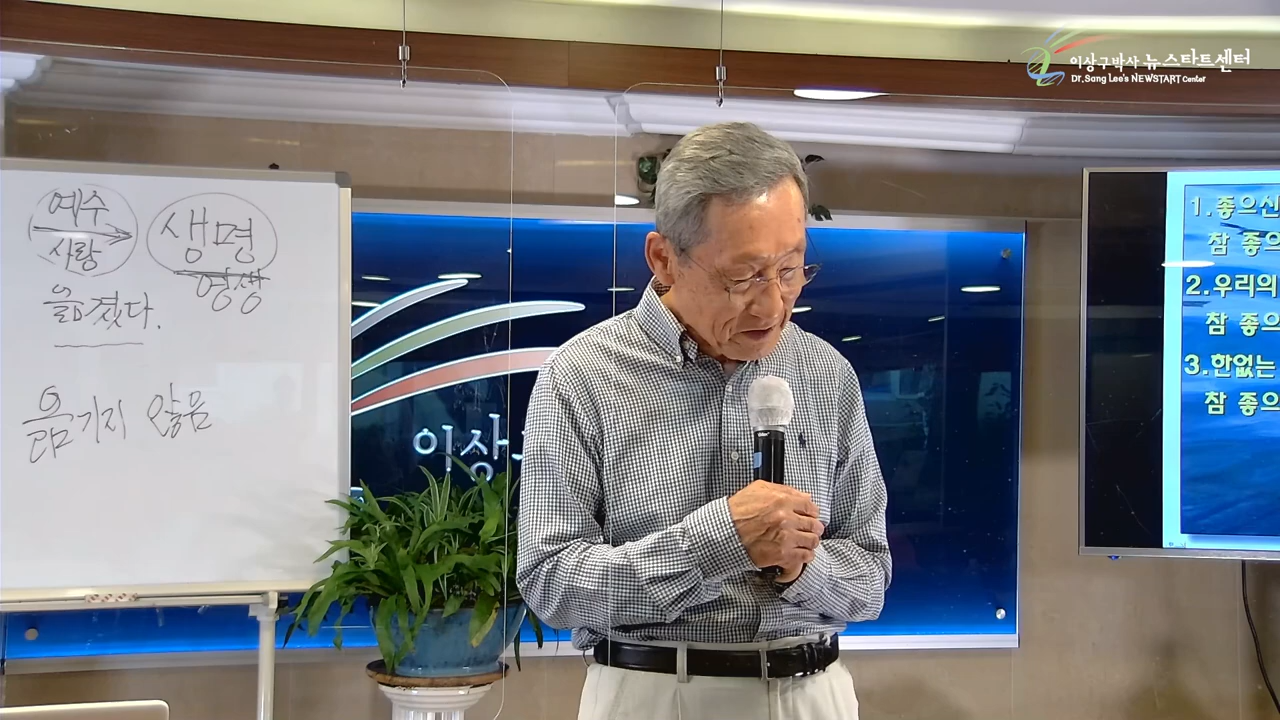 이상구박사 뉴스타트센터
Dr. Sang Lee's NEWSTART Center
예수
사랑
생명
영생
옮겼다.
옮기지 않음
이상
1.좋으신
참 좋으
2.우리의
참 좋으
3.한없는
참 좋으